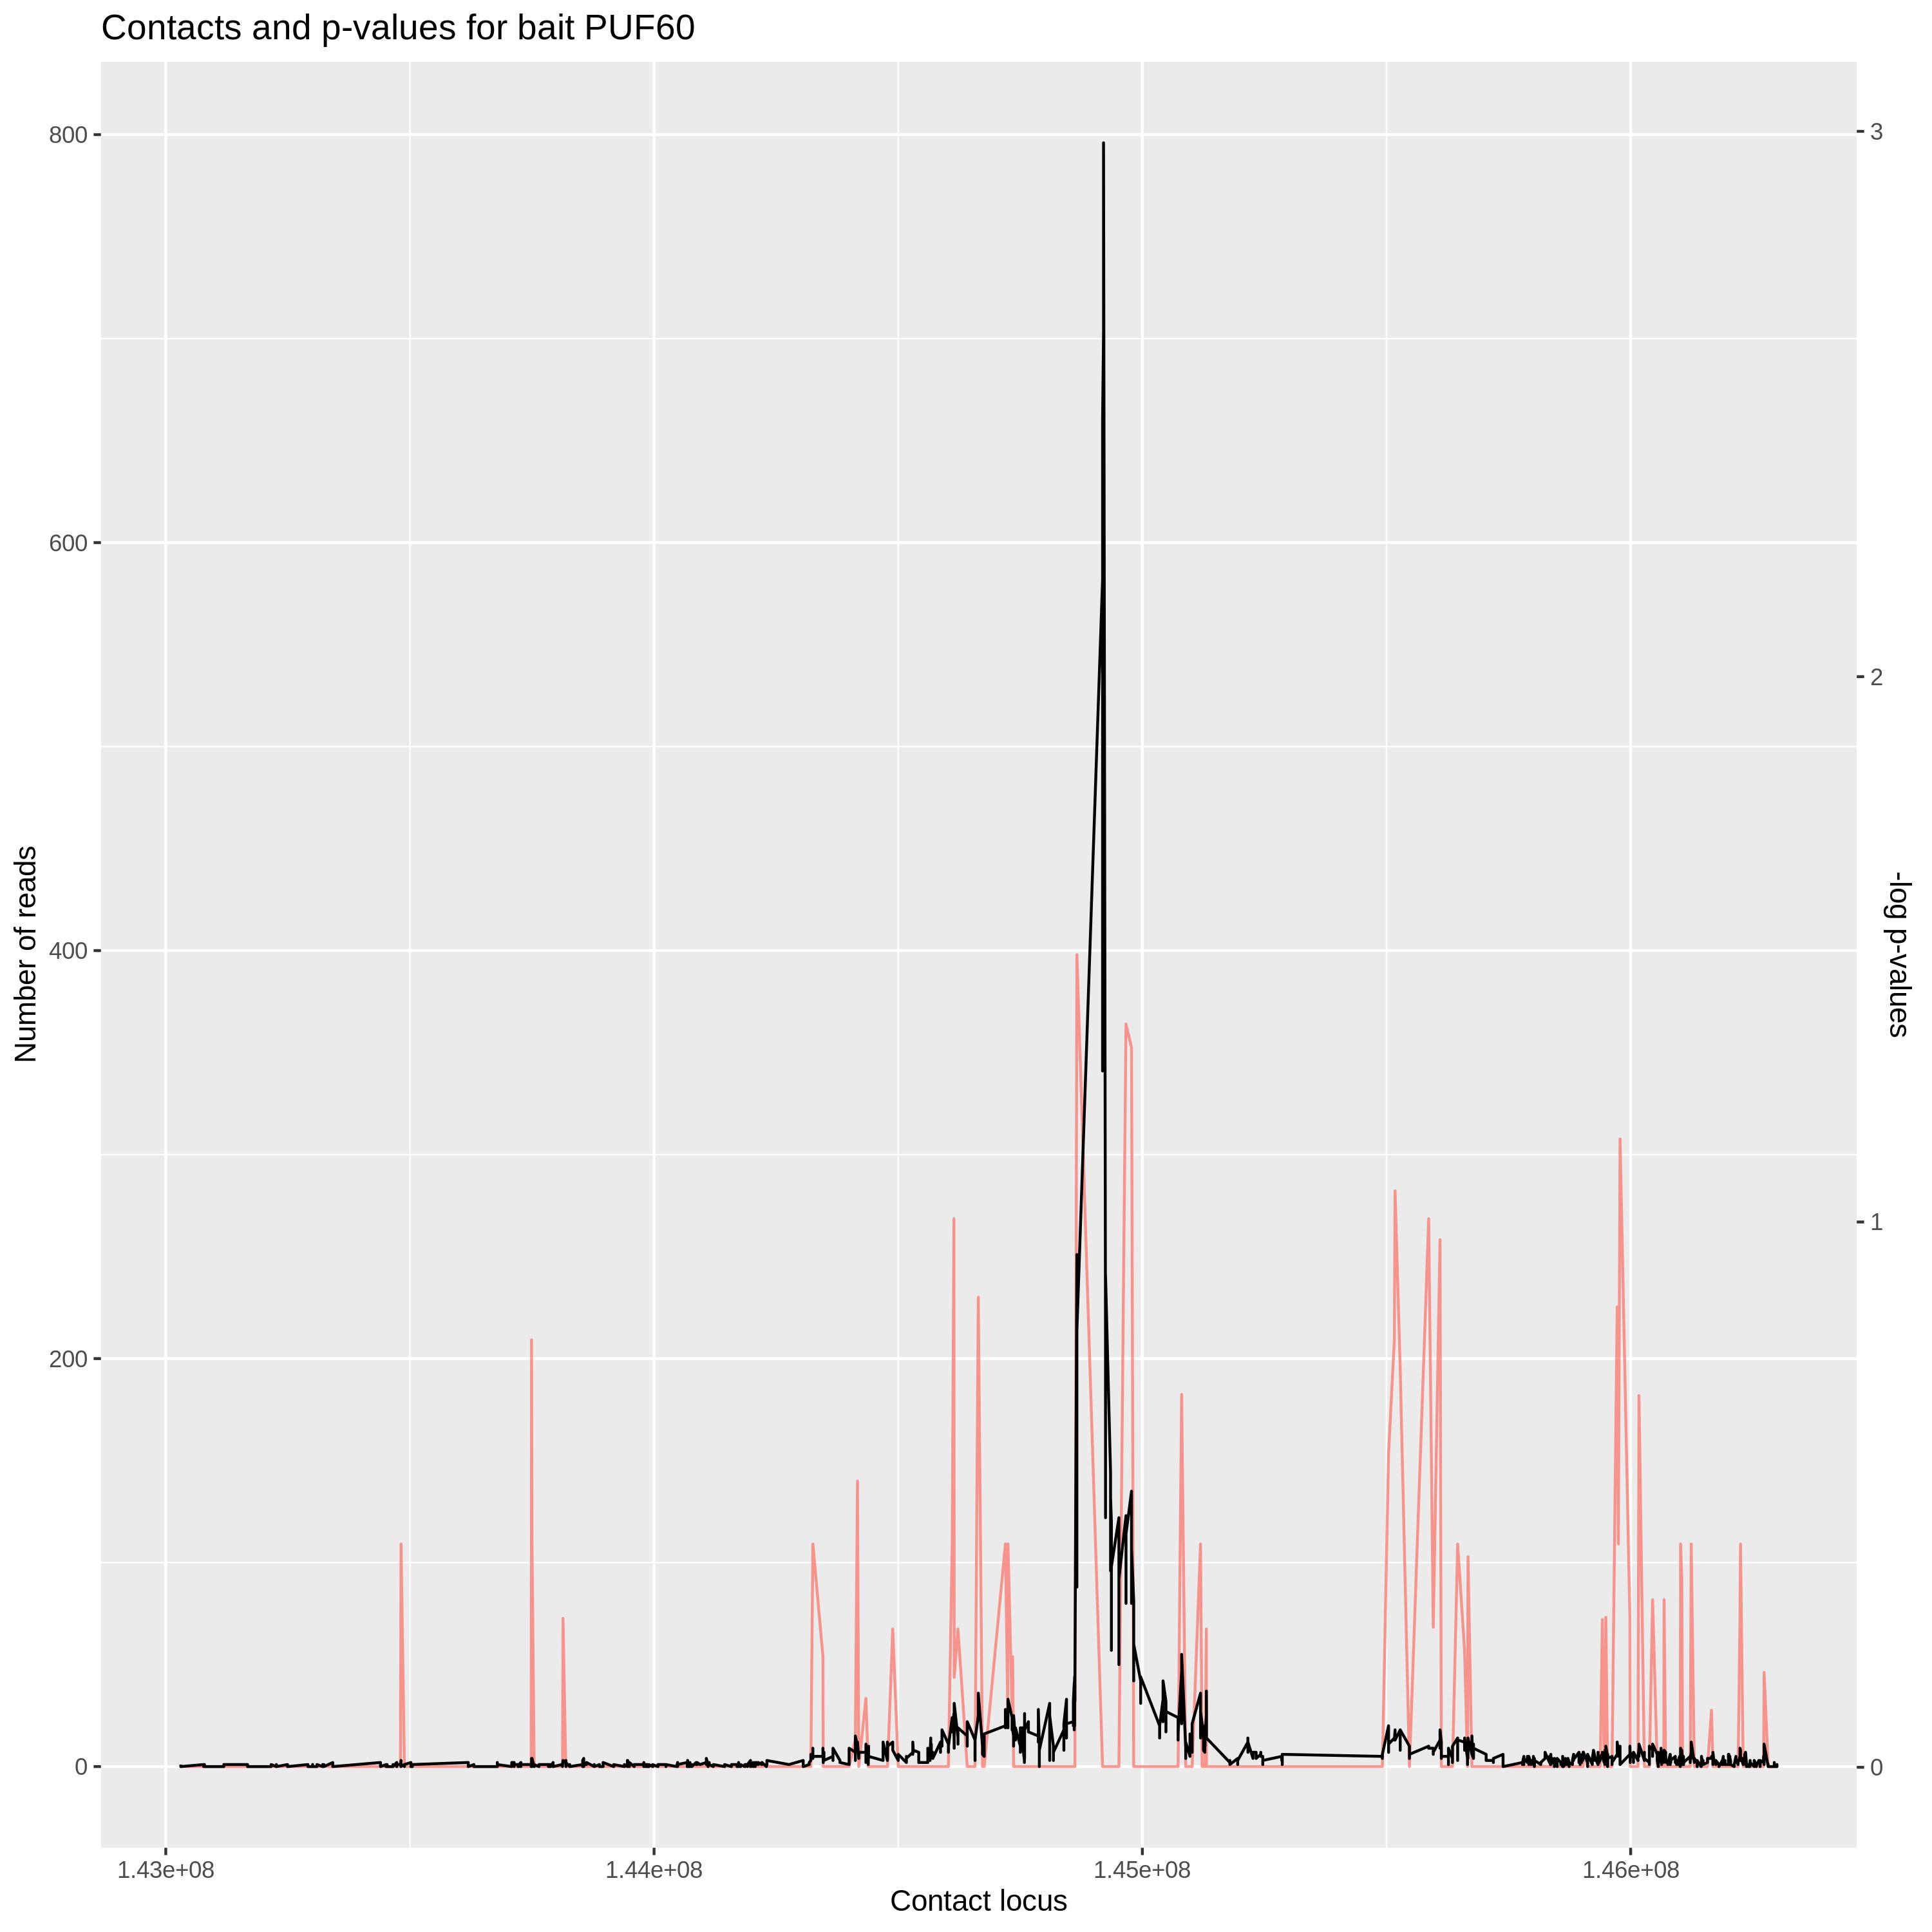 Contacts and p-values for bait PUF60
800
600
400
200
0
Number of reads
3
2
1
0
-log p-values
1.43e+08
1.44e+08
1.45e+08
1.46e+08
Contact locus